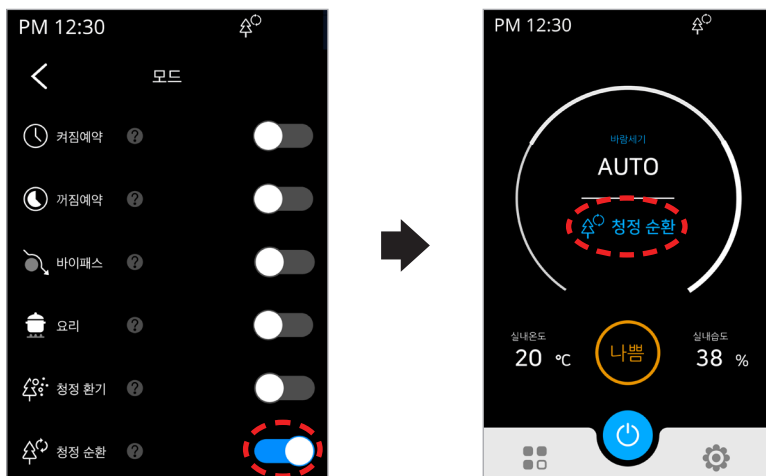 PM 12:30
모드
켜짐예약 ?
꺼짐예약 ?
바이패스 ?
요리 ?
청정 환기 ?
청정 순환 ?
PM 12:30
바람세기
AUTO
청정 순환
실내온도
20 ℃
나쁨
실내습도
38 %